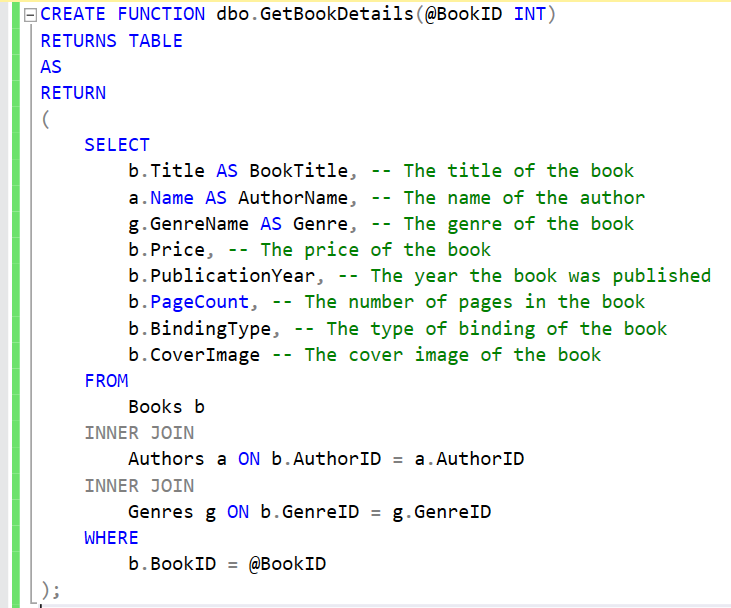 CREATE FUNCTION dbo.GetBookDetails(@BookID INT)
RETURNS TABLE
AS
RETURN
(
    SELECT
        b.Title AS BookTitle, -- The title of the book
        a.Name AS AuthorName, -- The name of the author
        g.GenreName AS Genre, -- The genre of the book
        b.Price, -- The price of the book
        b.PublicationYear, -- The year the book was published
        b.PageCount, -- The number of pages in the book
        b.BindingType, -- The type of binding of the book
        b.CoverImage -- The cover image of the book
    FROM
        Books b
    INNER JOIN
        Authors a ON b.AuthorID = a.AuthorID
    INNER JOIN
        Genres g ON b.GenreID = g.GenreID
    WHERE
        b.BookID = @BookID
);